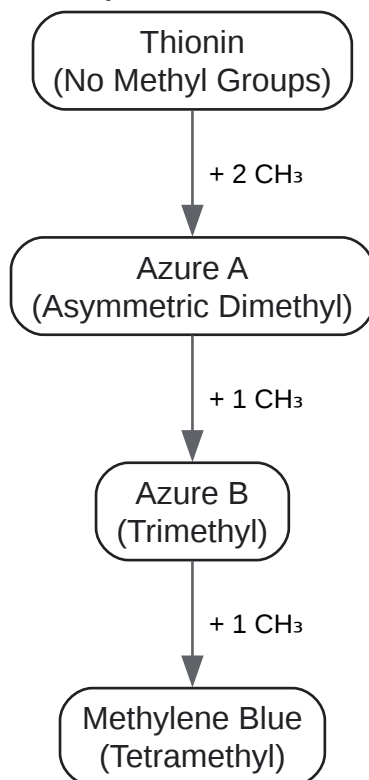 Thionin
(No Methyl Groups)
+ 2 CH₃
Azure A
(Asymmetric Dimethyl)
+ 1 CH₃
Azure B
(Trimethyl)
+ 1 CH₃
Methylene Blue
(Tetramethyl)